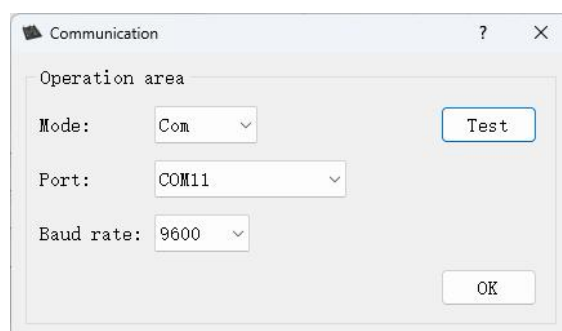 Communication ? ×
Operation area
Mode: Com Test
Port: COM11
Baud rate: 9600
OK